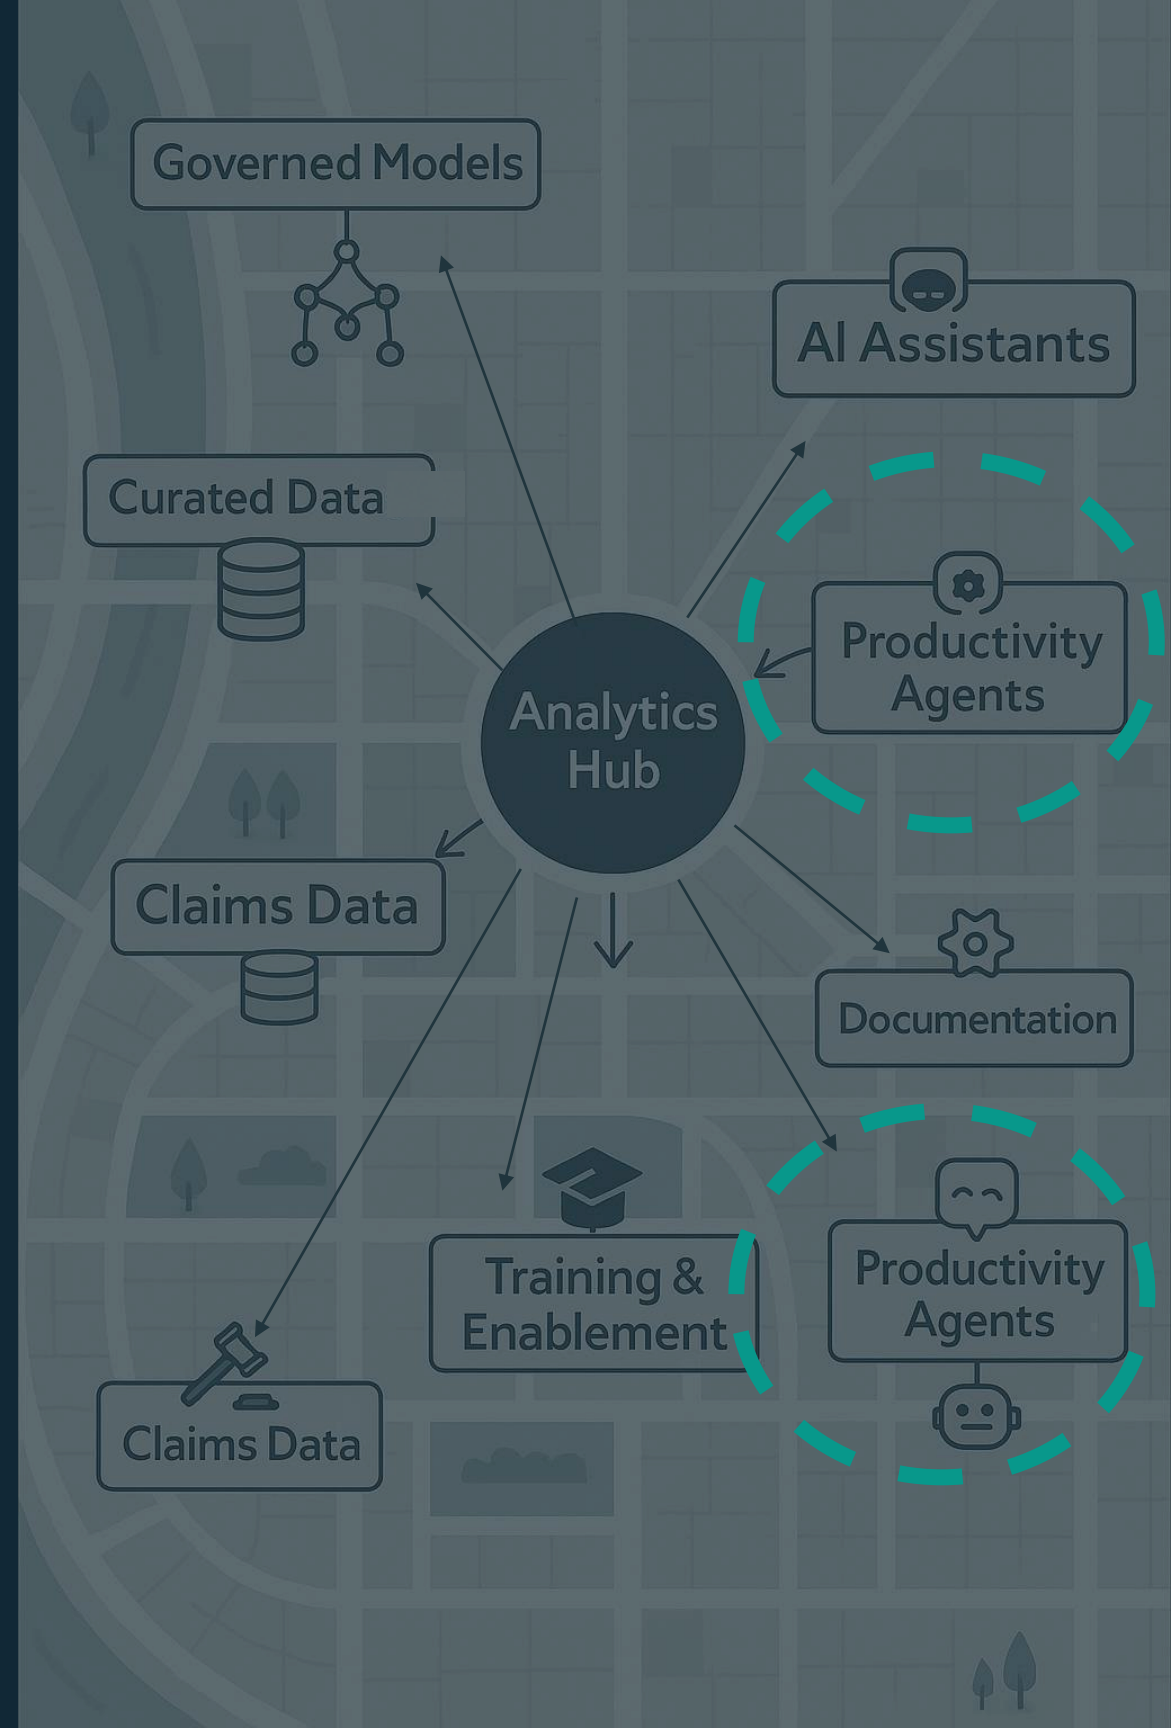 Governed Models
AI Assistants
Curated Data
Productivity
Agents
Analytics
Hub
Claims Data
Documentation
Training &
Enablement
Productivity
Agents
Claims Data